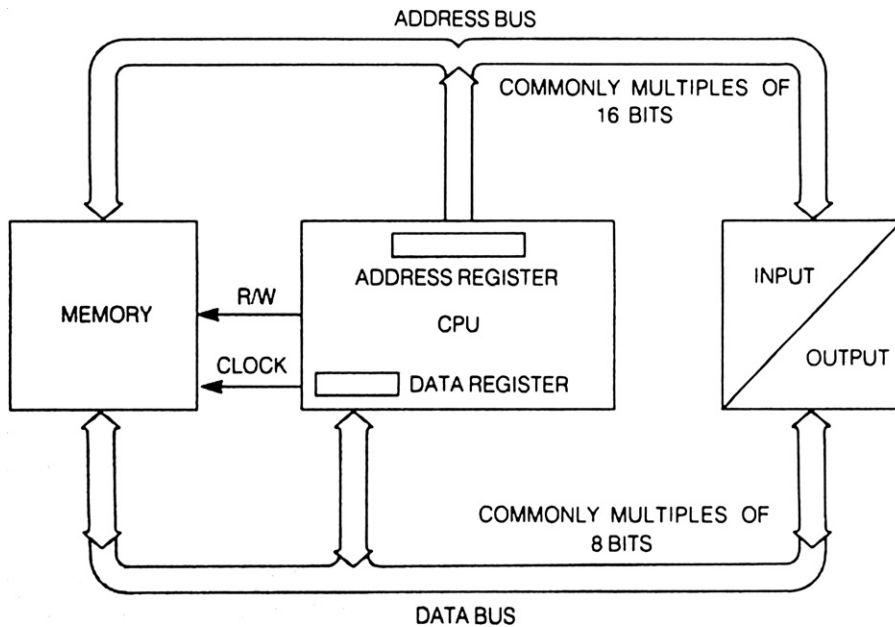 ADDRESS BUS
COMMONLY MULTIPLES OF
16 BITS
ADDRESS REGISTER
INPUT
R/W
MEMORY
CPU
OUTPUT
CLOCK
DATA REGISTER
COMMONLY MULTIPLES OF
8 BITS
DATA BUS